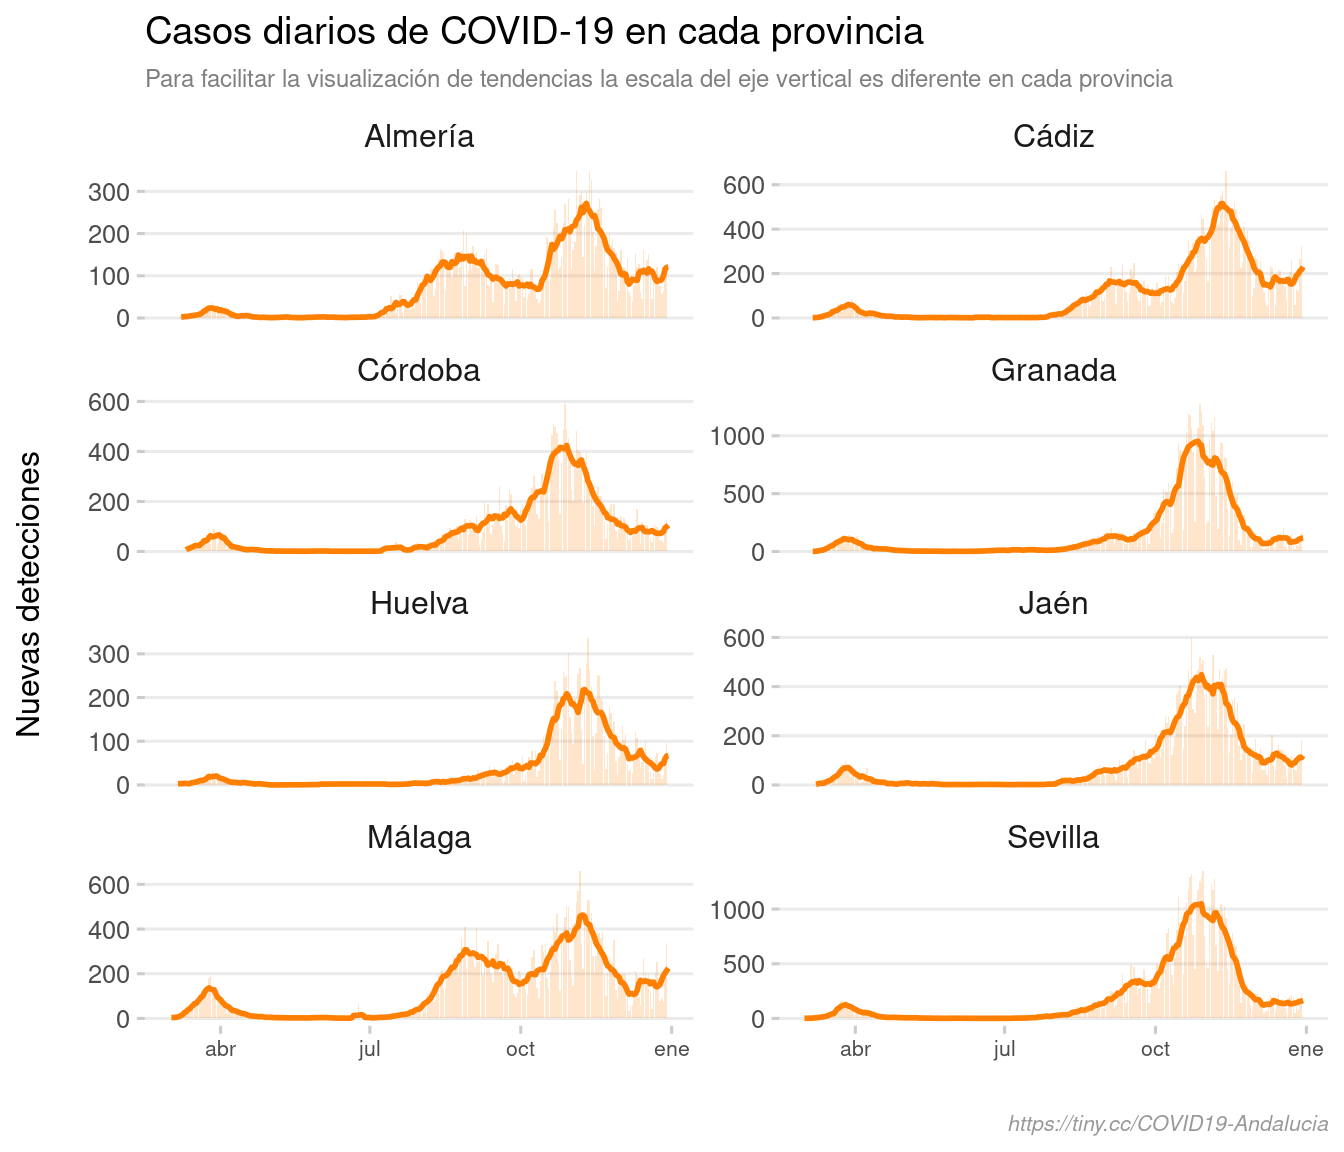 Casos diarios de COVID-19 en cada provincia
Para facilitar la visualización de tendencias la escala del eje vertical es diferente en cada provincia
Nuevas detecciones
Almería
300
200
100
0
Cádiz
600
400
200
0
Córdoba
600
400
200
0
Granada
1000
500
0
Huelva
300
200
100
0
Jaén
600
400
200
0
Málaga
600
400
200
0
abr jul oct ene
Sevilla
1000
500
0
abr jul oct ene
https://tiny.cc/COVID19-Andalucia